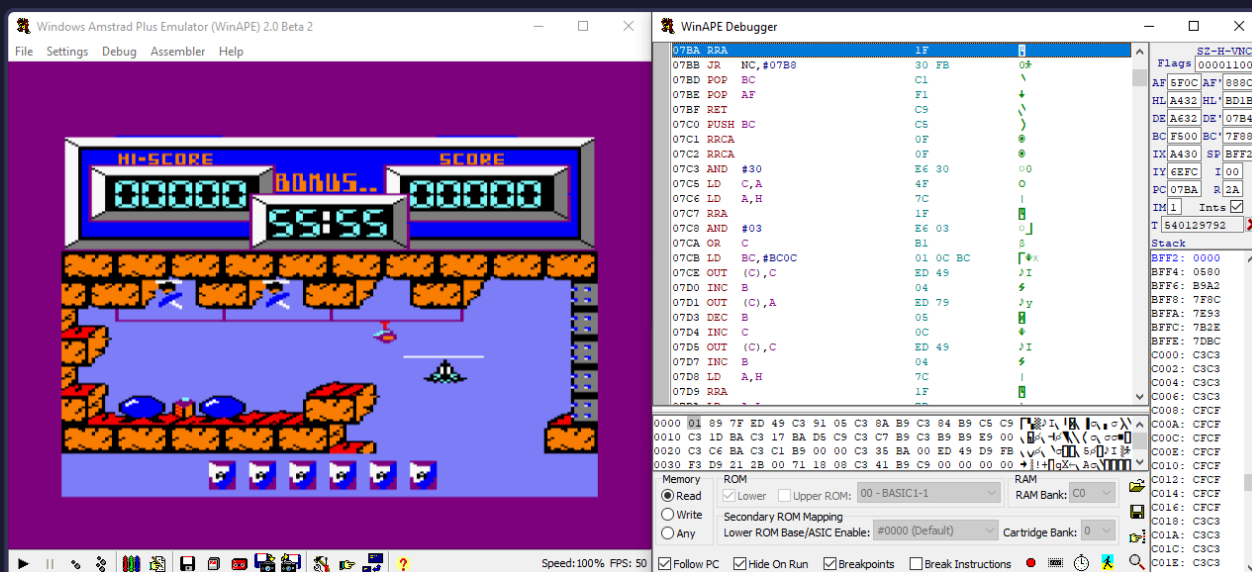 Windows Amstrad Plus Emulator (WinAPE) 2.0 Beta 2
File Settings Debug Assembler Help
HI-SCORE
SCORE
00000
BONUS..
00000
55:55
Speed:100% FPS: 50
WinAPE Debugger
07BA RRA 1F
07BB JR NC,#07B8 30 FB
07BD POP BC C1
07BE POP AF F1
07BF RET C9
07C0 PUSH BC C5
07C1 RRCA 0F
07C2 RRCA 0F
07C3 AND #30 E6 30
07C5 LD C,A 4F
07C6 LD A,H 7C
07C7 RRA 1F
07C8 AND #03 E6 03
07CA OR C B1
07CB LD BC,#BC0C 01 0C BC
07CE OUT (C),C ED 49
07D0 INC B 04
07D1 OUT (C),A ED 79
07D3 DEC B 05
07D4 INC C 0C
07D5 OUT (C),C ED 49
07D7 INC B 04
07D8 LD A,H 7C
07D9 RRA 1F
SZ-H-VNC
Flags 00001100
AF 5F0C AF' 888C
HL A432 HL' BD1B
DE A632 DE' 07B4
BC F500 BC' 7F88
IX A430 SP BFF2
IY 6EFC I 00
PC 07BA R 2A
IM 1 Ints
T 540129792
Stack
BFF2: 0000
BFF4: 0580
BFF6: B9A2
BFF8: 7F8C
BFFA: 7E93
BFFC: 7B2E
BFFE: 7DBC
C000: C3C3
C002: C3C3
C004: C3C3
C006: C3C3
C008: CFCF
C00A: CFCF
C00C: CFCF
C00E: CFCF
C010: CFCF
C012: CFCF
C014: CFCF
C016: CFCF
C018: C3C3
C01A: C3C3
C01C: C3C3
C01E: C3C3
0000 01 89 7F ED 49 C3 91 05 C3 8A B9 C3 84 B9 C5 C9
0010 C3 1D BA C3 17 BA D5 C9 C3 C7 B9 C3 B9 B9 E9 00
0020 C3 C6 BA C3 C1 B9 00 C3 35 BA 00 ED 49 D9 FB
0030 F3 D9 21 2B 00 71 18 08 C3 41 B9 C9 00 00 00 00
Memory
Read
Write
Any
ROM
Lower Upper ROM: 00 - BASIC1-1
RAM
RAM Bank: C0
Secondary ROM Mapping
Lower ROM Base/ASIC Enable: #0000 (Default) Cartridge Bank: 0
Follow PC Hide On Run Breakpoints Break Instructions